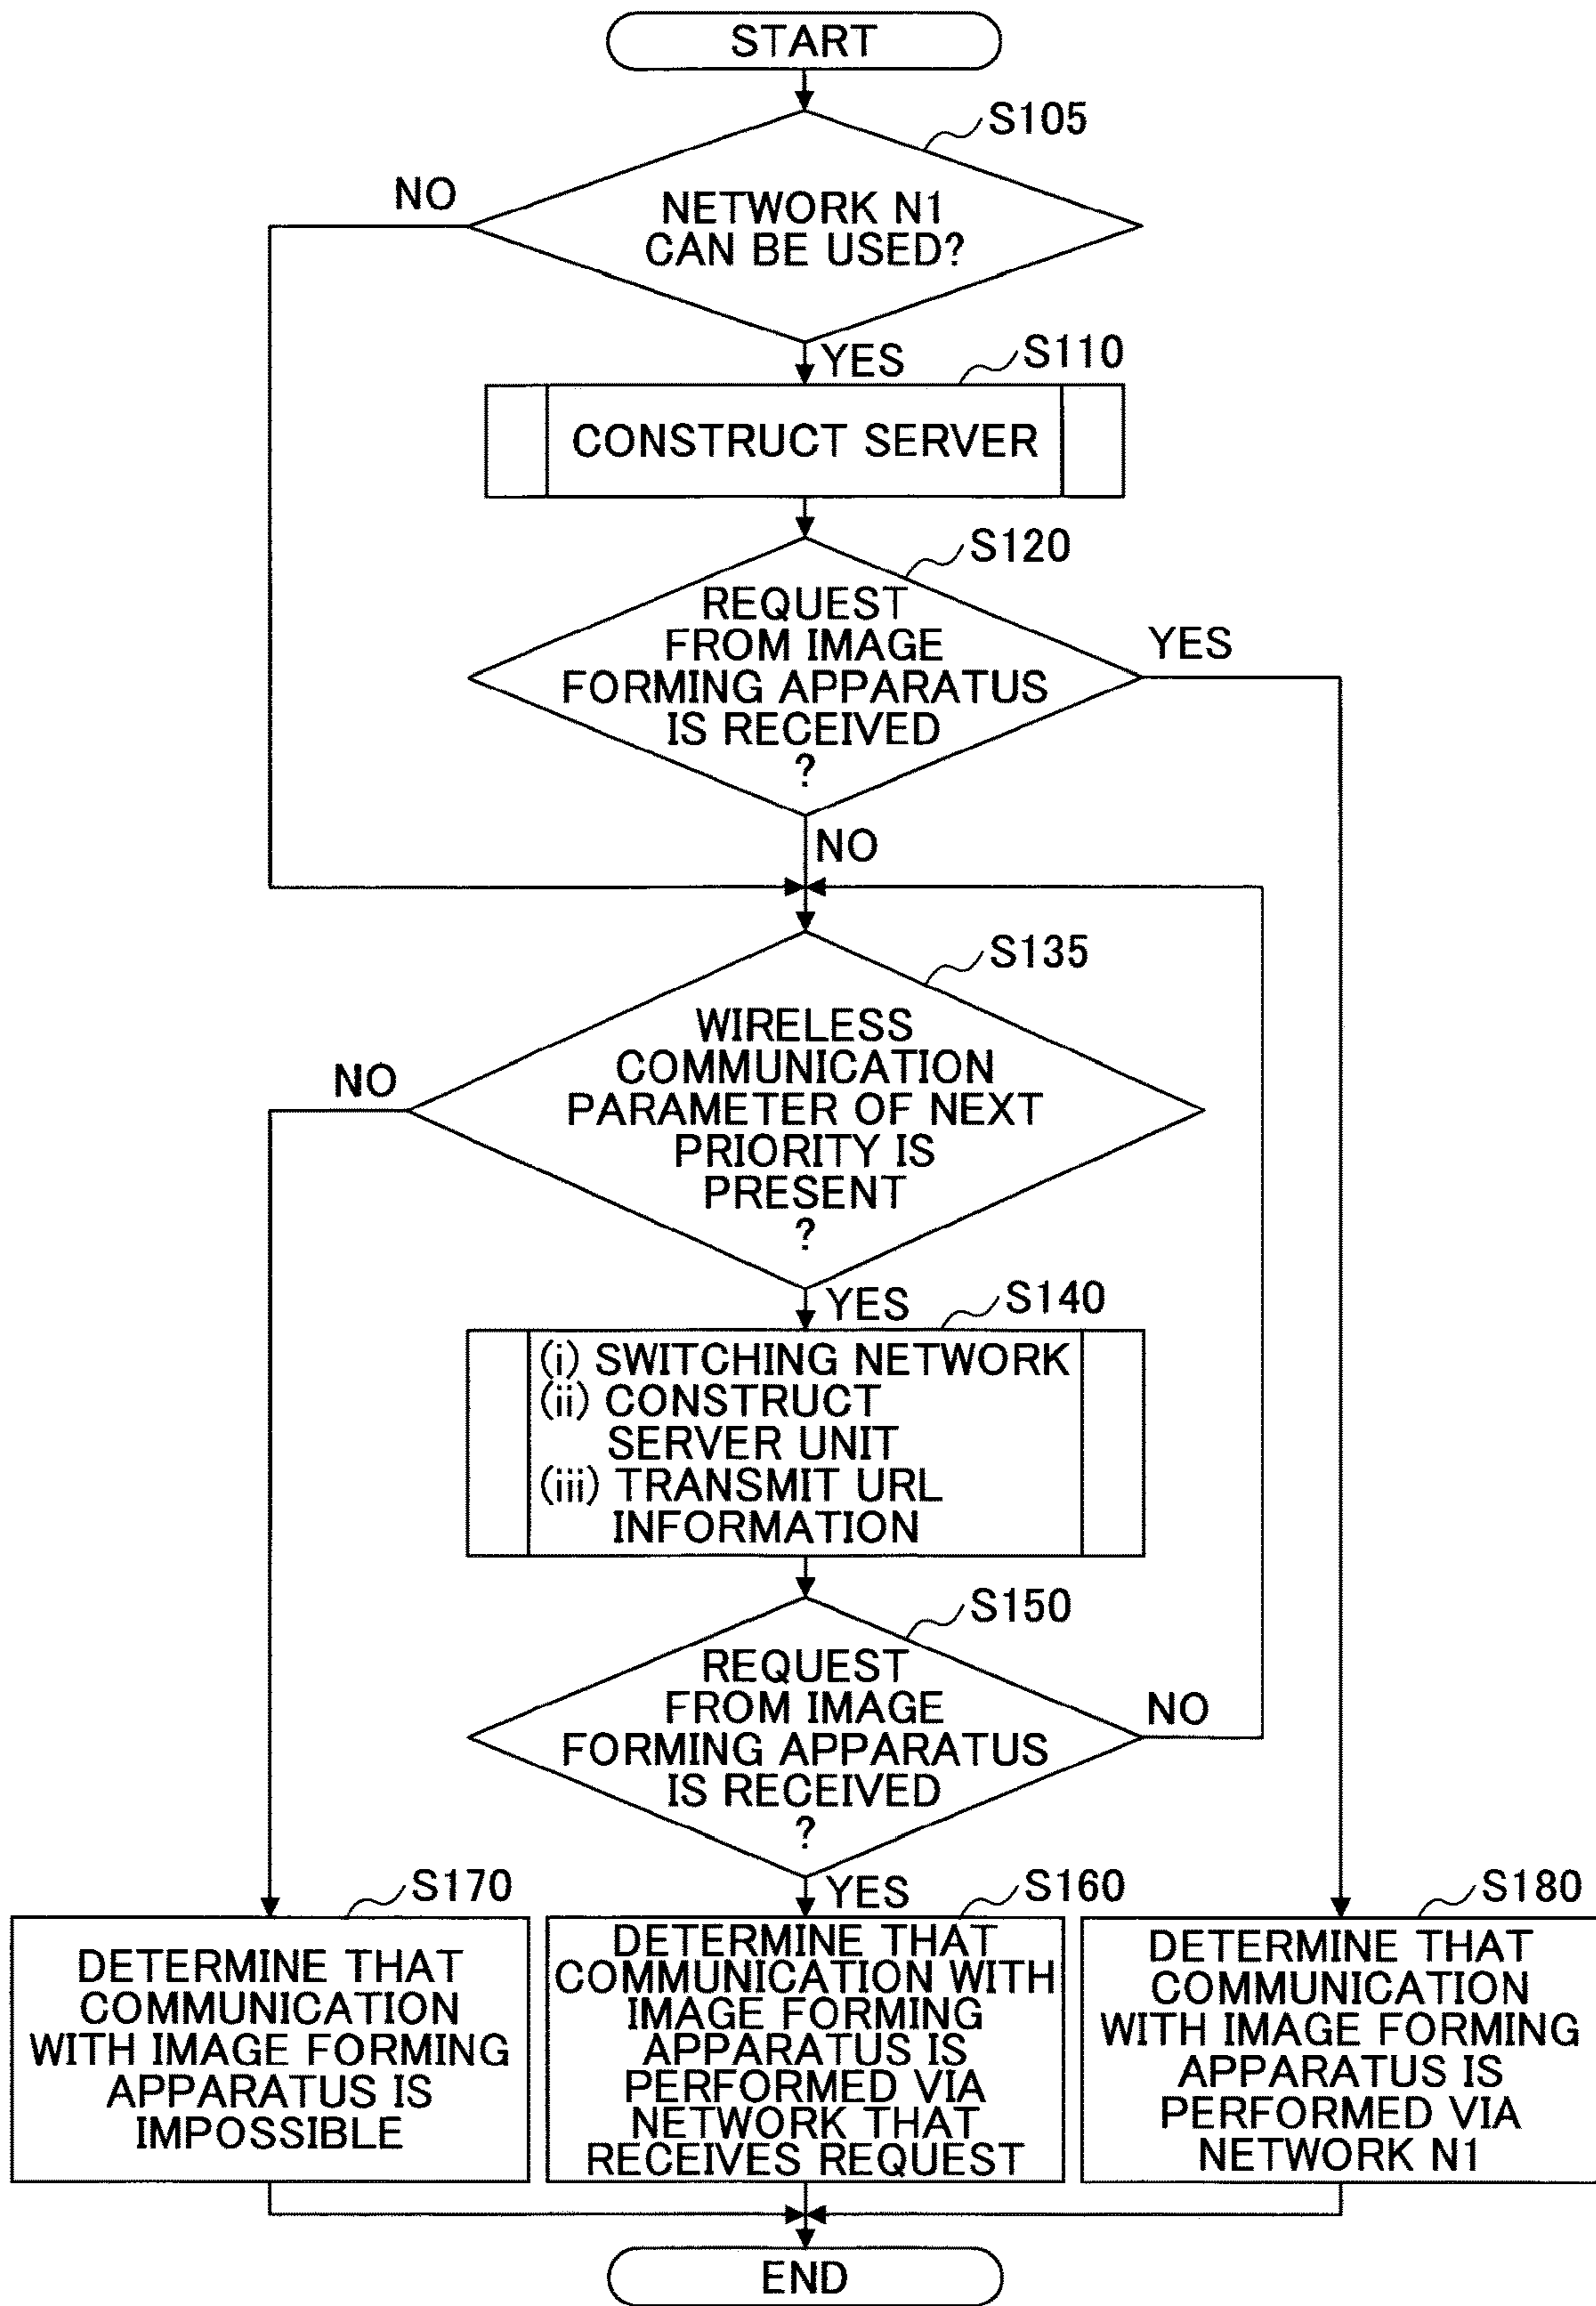 START
S105
NO
NETWORK N1
CAN BE USED?
YES
S110
CONSTRUCT SERVER
S120
REQUEST
FROM IMAGE
FORMING APPARATUS
IS RECEIVED
?
YES
NO
S135
WIRELESS
COMMUNICATION
PARAMETER OF NEXT
PRIORITY IS
PRESENT
?
NO
YES
S140
(i) SWITCHING NETWORK
(ii) CONSTRUCT
SERVER UNIT
(iii) TRANSMIT URL
INFORMATION
S150
REQUEST
FROM IMAGE
FORMING APPARATUS
IS RECEIVED
?
NO
YES
S170
DETERMINE THAT
COMMUNICATION
WITH IMAGE FORMING
APPARATUS IS
IMPOSSIBLE
S160
DETERMINE THAT
COMMUNICATION WITH
IMAGE FORMING
APPARATUS IS
PERFORMED VIA
NETWORK THAT
RECEIVES REQUEST
S180
DETERMINE THAT
COMMUNICATION
WITH IMAGE FORMING
APPARATUS IS
PERFORMED VIA
NETWORK N1
END